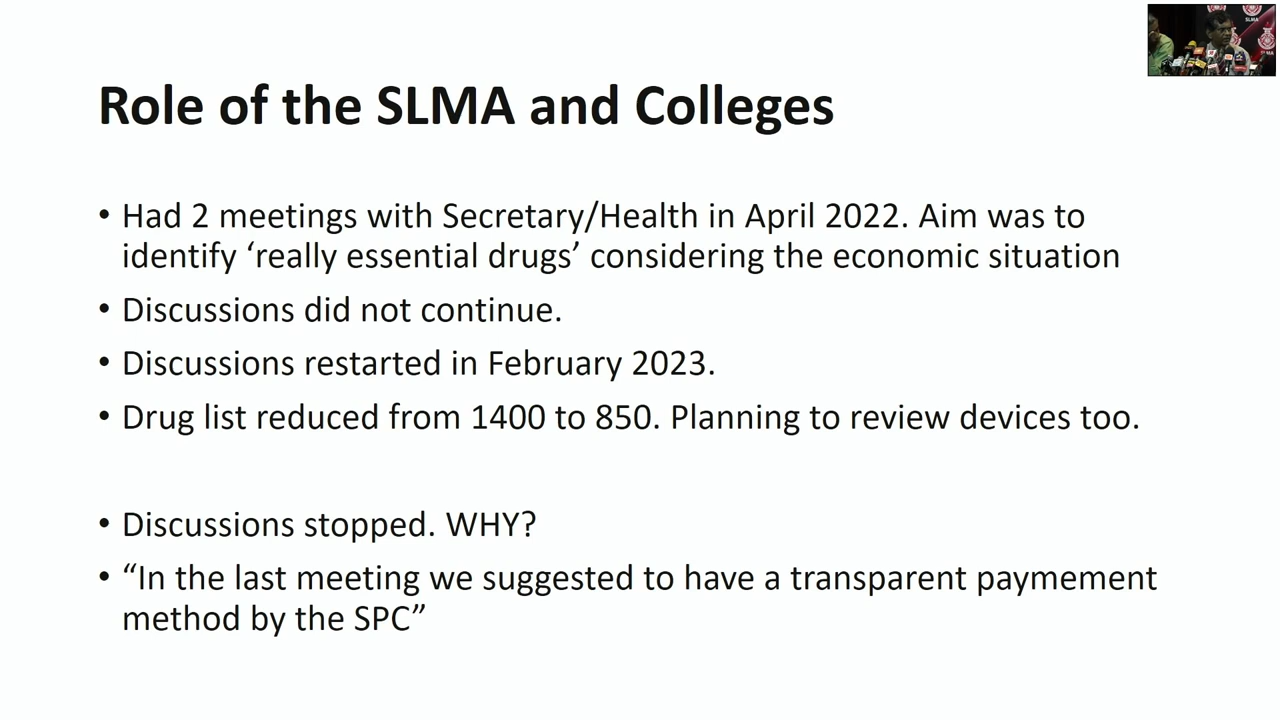 Role of the SLMA and Colleges
• Had 2 meetings with Secretary/Health in April 2022. Aim was to
identify ‘really essential drugs’ considering the economic situation
• Discussions did not continue.
• Discussions restarted in February 2023.
• Drug list reduced from 1400 to 850. Planning to review devices too.
• Discussions stopped. WHY?
• “In the last meeting we suggested to have a transparent paymement
method by the SPC”
SLMA